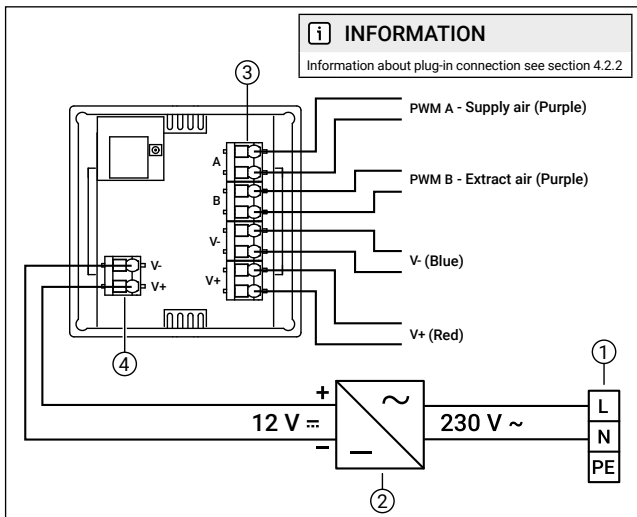 i INFORMATION
Information about plug-in connection see section 4.2.2
3
PWM A - Supply air (Purple)
A
PWM B - Extract air (Purple)
B
V-
V- (Blue)
V-
V+
V+
V+ (Red)
4
1
+
12 V ⎓
−
~
—
230 V ~
L
N
PE
2